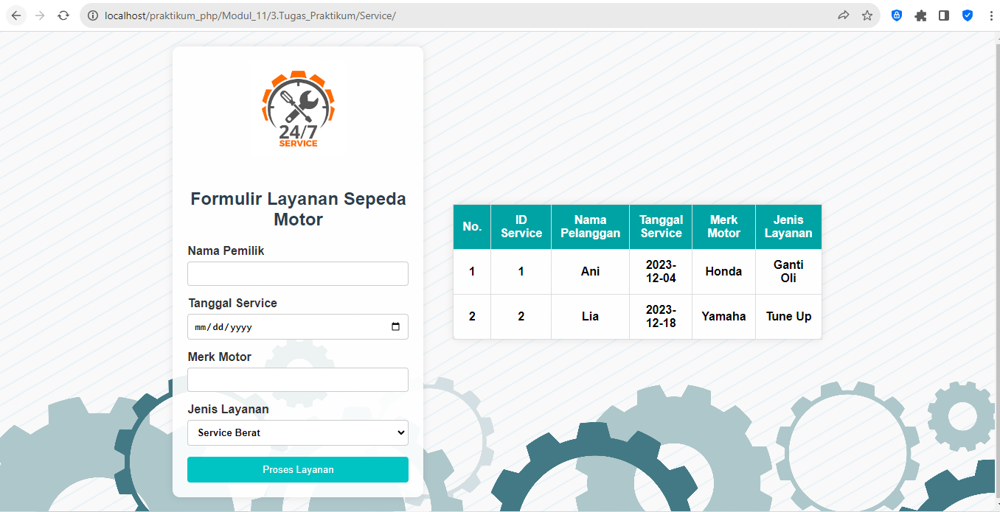 localhost/praktikum_php/Modul_11/3.Tugas_Praktikum/Service/
24/7
SERVICE
Formulir Layanan Sepeda
Motor
Nama Pemilik
Tanggal Service
mm/dd/yyyy
Merk Motor
Jenis Layanan
Service Berat
Proses Layanan
No. ID Service Nama Pelanggan Tanggal Service Merk Motor Jenis Layanan
1 1 Ani 2023-12-04 Honda Ganti Oli
2 2 Lia 2023-12-18 Yamaha Tune Up